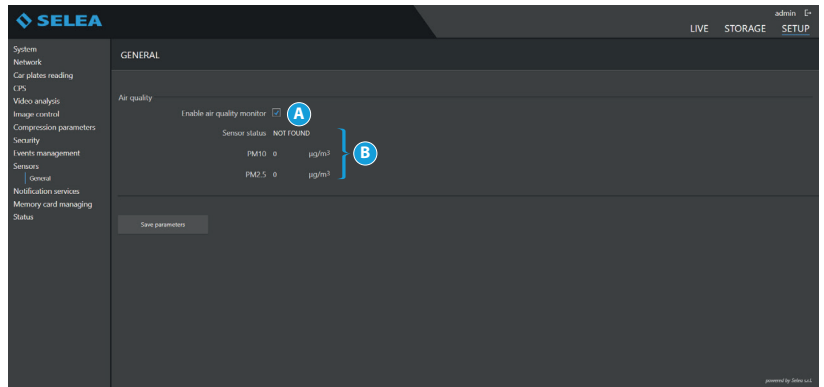 SELEA
admin
LIVE STORAGE SETUP
System
Network
Car plates reading
CPS
Video analysis
Image control
Compression parameters
Security
Events management
Sensors
General
Notification services
Memory card managing
Status
GENERAL
Air quality
Enable air quality monitor A
Sensor status NOT FOUND
PM10 0 µg/m³
PM2.5 0 µg/m³
B
Save parameters
powered by Selea s.r.l.